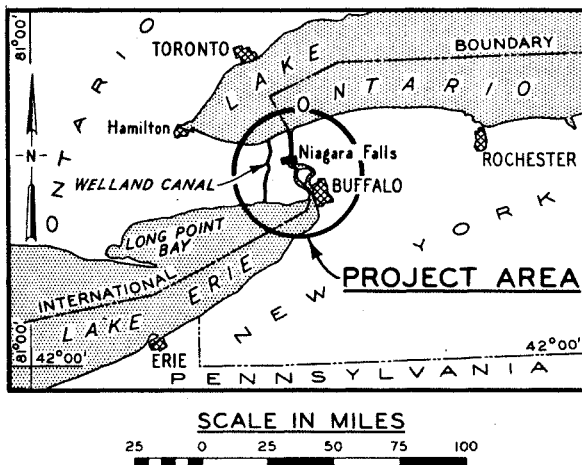 81°00'
ONTARIO
TORONTO
LAKE ONTARIO
BOUNDARY
Hamilton
-N-
Niagara Falls
ROCHESTER
WELLAND CANAL
BUFFALO
LONG POINT
BAY
NEW YORK
PROJECT AREA
INTERNATIONAL
LAKE ERIE
81°00'
42°00'
ERIE
42°00'
PENNSYLVANIA
SCALE IN MILES
25 0 25 50 75 100